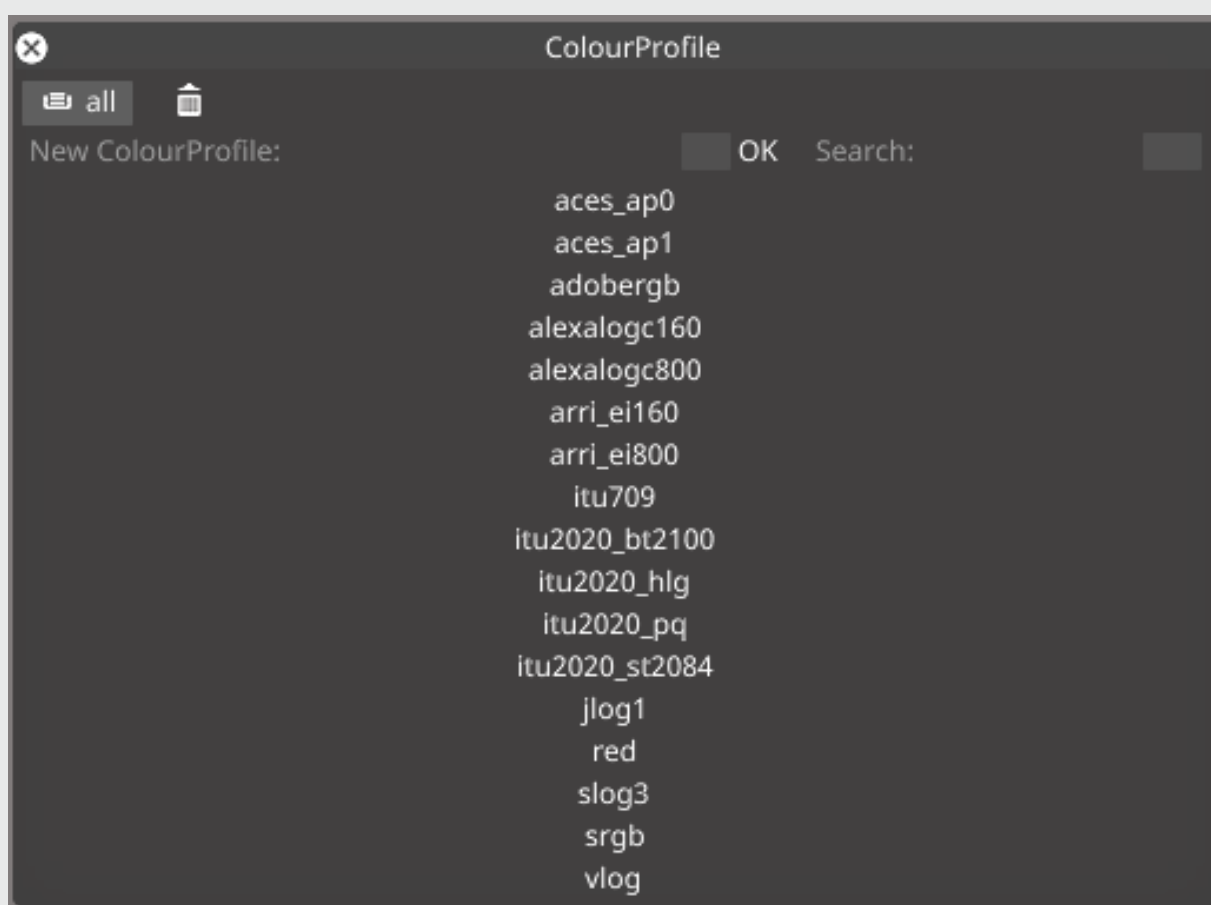 ColourProfile
all
New ColourProfile: OK Search:
aces_ap0
aces_ap1
adobergb
alexalogc160
alexalogc800
arri_ei160
arri_ei800
itu709
itu2020_bt2100
itu2020_hlg
itu2020_pq
itu2020_st2084
jlog1
red
slog3
srgb
vlog